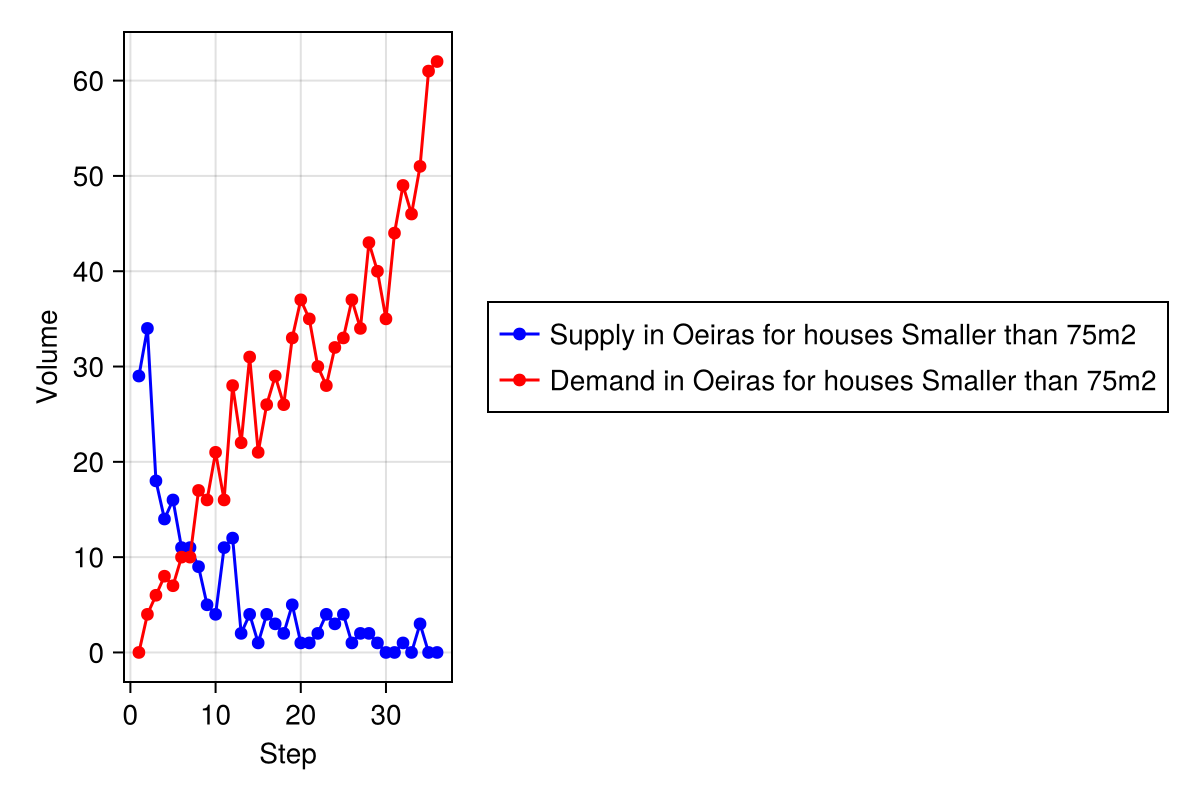 60
50
40
30
20
10
0
Volume
0 10 20 30
Step
Supply in Oeiras for houses Smaller than 75m2
Demand in Oeiras for houses Smaller than 75m2